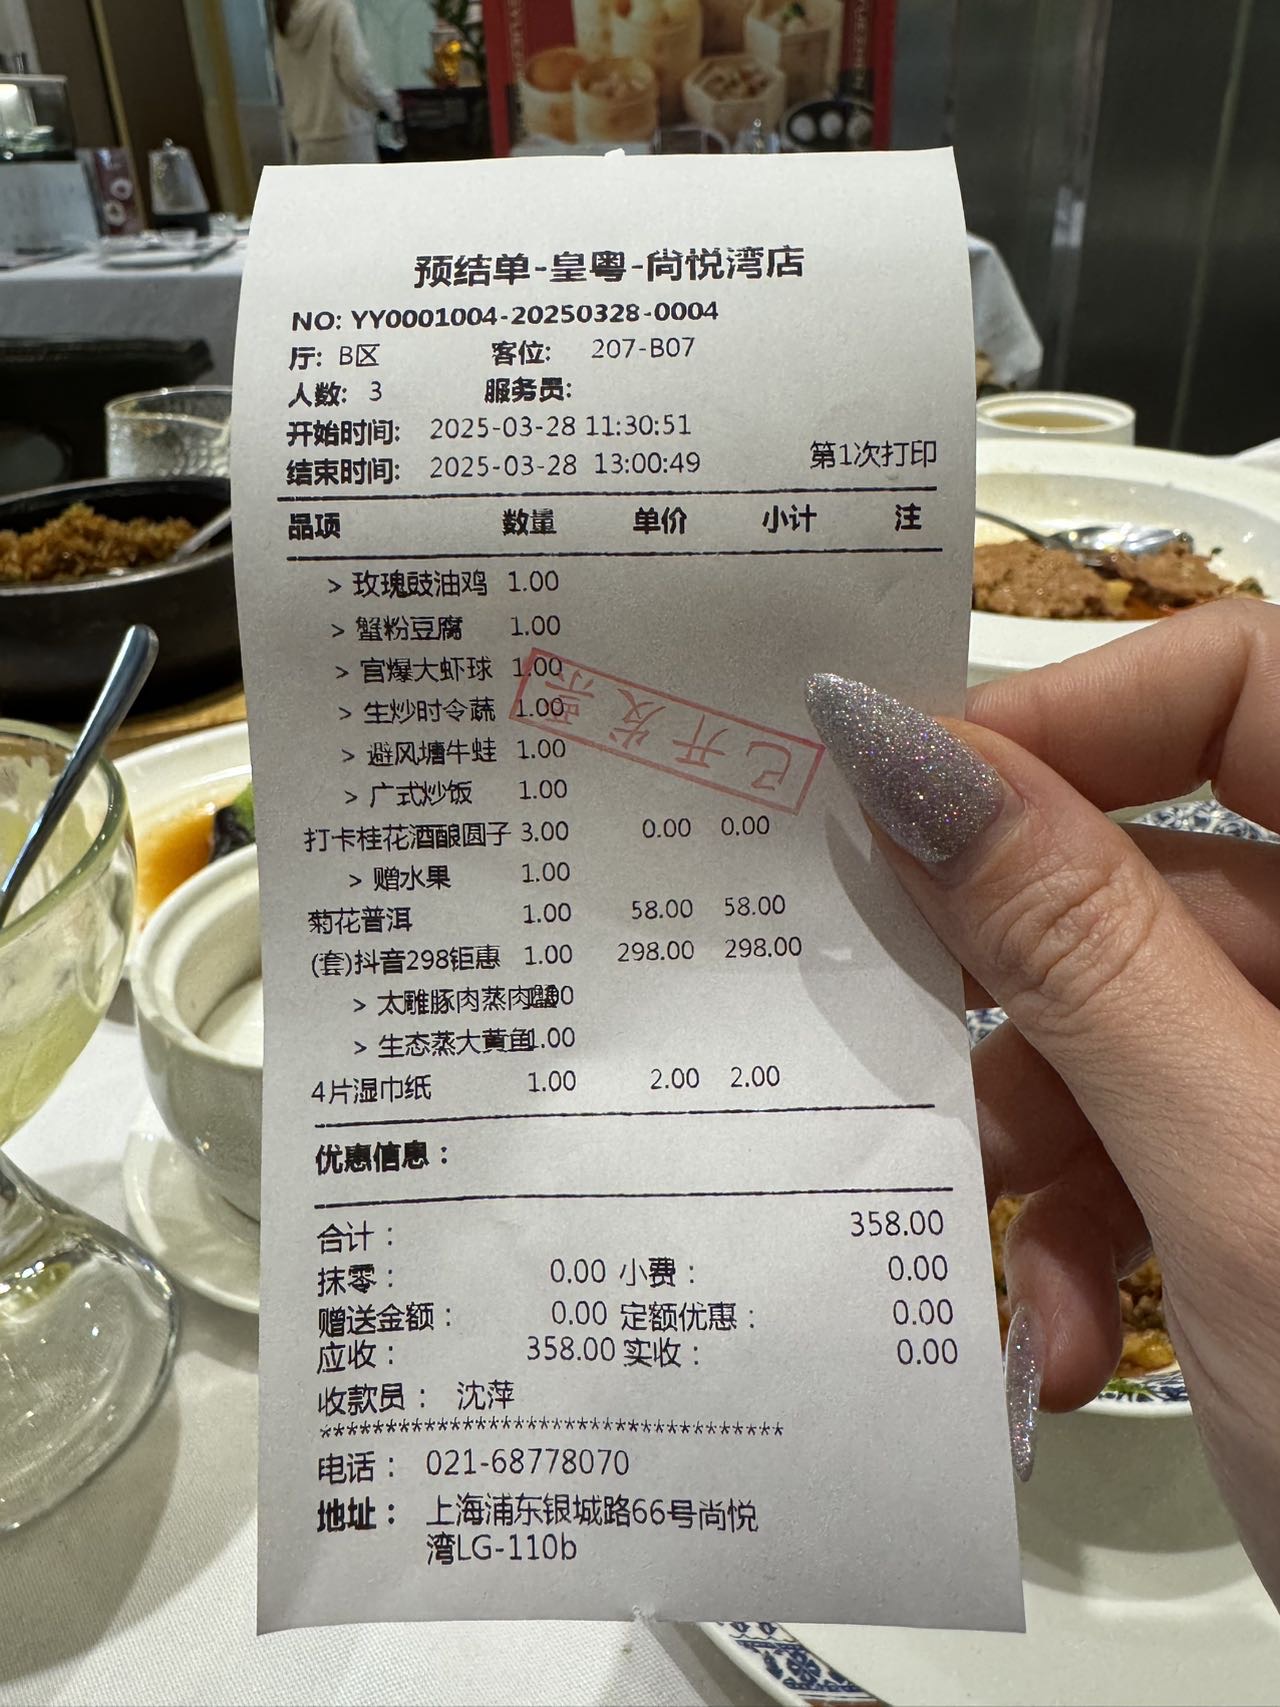 预结单-皇粤-尚悦湾店
NO: YY0001004-20250328-0004
厅: B区 客位: 207-B07
人数: 3 服务员:
开始时间: 2025-03-28 11:30:51
结束时间: 2025-03-28 13:00:49 第1次打印
品项 数量 单价 小计 注
> 玫瑰豉油鸡 1.00
> 蟹粉豆腐 1.00
> 宫爆大虾球 1.00
> 生炒时令蔬 1.00
> 避风塘牛蛙 1.00
> 广式炒饭 1.00
已开发票
打卡桂花酒酿圆子 3.00 0.00 0.00
> 赠水果 1.00
菊花普洱 1.00 58.00 58.00
(套)抖音298钜惠 1.00 298.00 298.00
> 太雕豚肉蒸肉蟹 1.00
> 生态蒸大黄鱼 1.00
4片湿巾纸 1.00 2.00 2.00
优惠信息：
合计： 358.00
抹零： 0.00 小费： 0.00
赠送金额： 0.00 定额优惠： 0.00
应收： 358.00 实收： 0.00
收款员： 沈萍
***********************************
电话： 021-68778070
地址： 上海浦东银城路66号尚悦
湾LG-110b